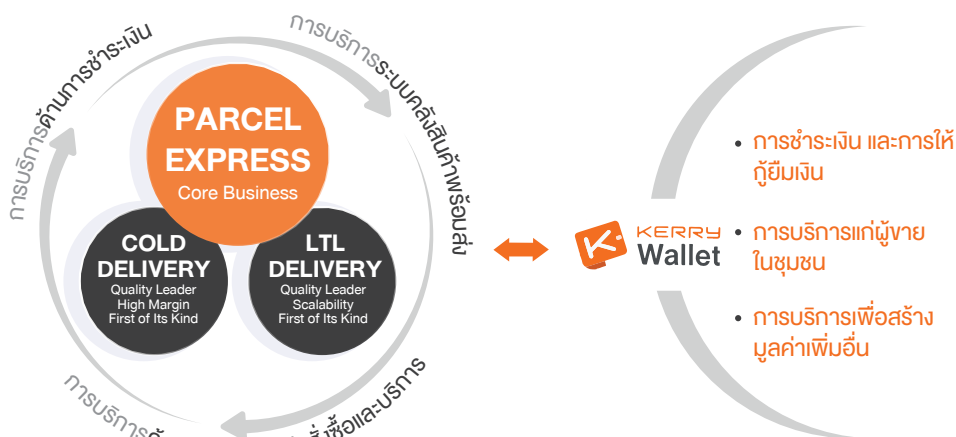 การบริการด้านการชำระเงิน
การบริการระบบคลังสินค้าพร้อมส่ง
PARCEL
EXPRESS
Core Business
COLD
DELIVERY
Quality Leader
High Margin
First of Its Kind
LTL
DELIVERY
Quality Leader
Scalability
First of Its Kind
การบริการ
สั่งซื้อและบริการ
KERRY
Wallet
• การชำระเงิน และการให้
กู้ยืมเงิน
• การบริการแก่ผู้ขาย
ในชุมชน
• การบริการเพื่อสร้าง
มูลค่าเพิ่มอื่น